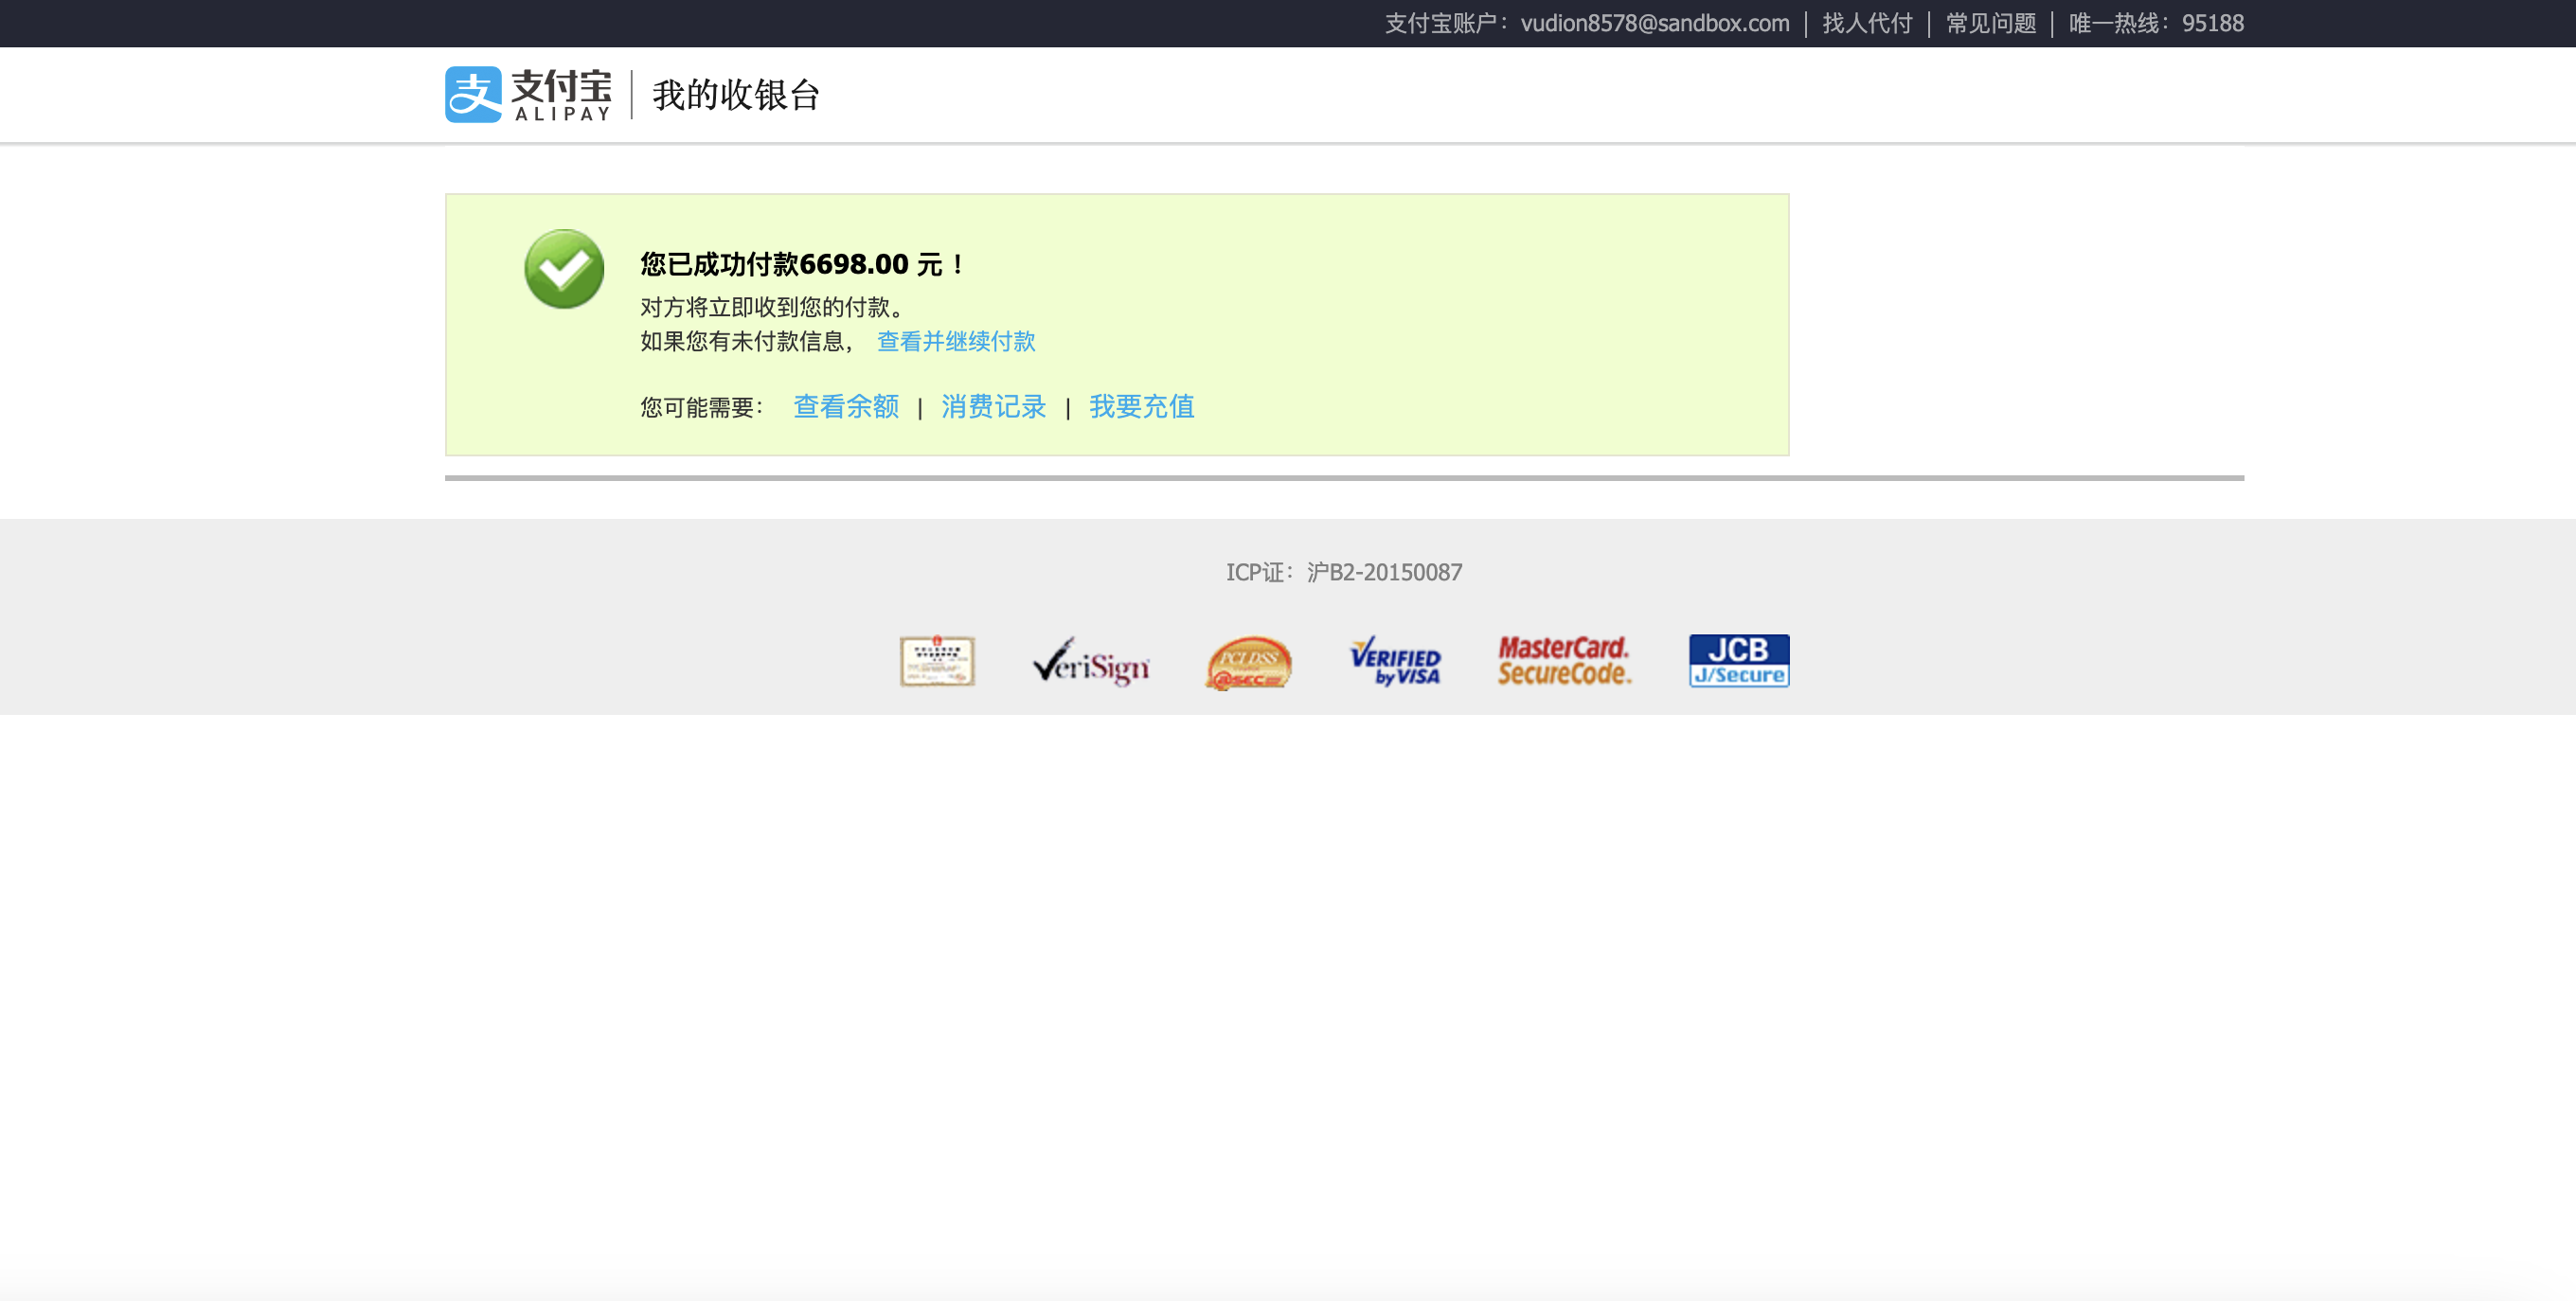 支付宝账户：vudion8578@sandbox.com | 找人代付 | 常见问题 | 唯一热线：95188
支付宝
ALIPAY
我的收银台
您已成功付款6698.00 元！
对方将立即收到您的付款。
如果您有未付款信息， 查看并继续付款
您可能需要： 查看余额 | 消费记录 | 我要充值
ICP证：沪B2-20150087
VeriSign
PCI DSS
@SEC
VERIFIED
by VISA
MasterCard.
SecureCode.
JCB
J/Secure